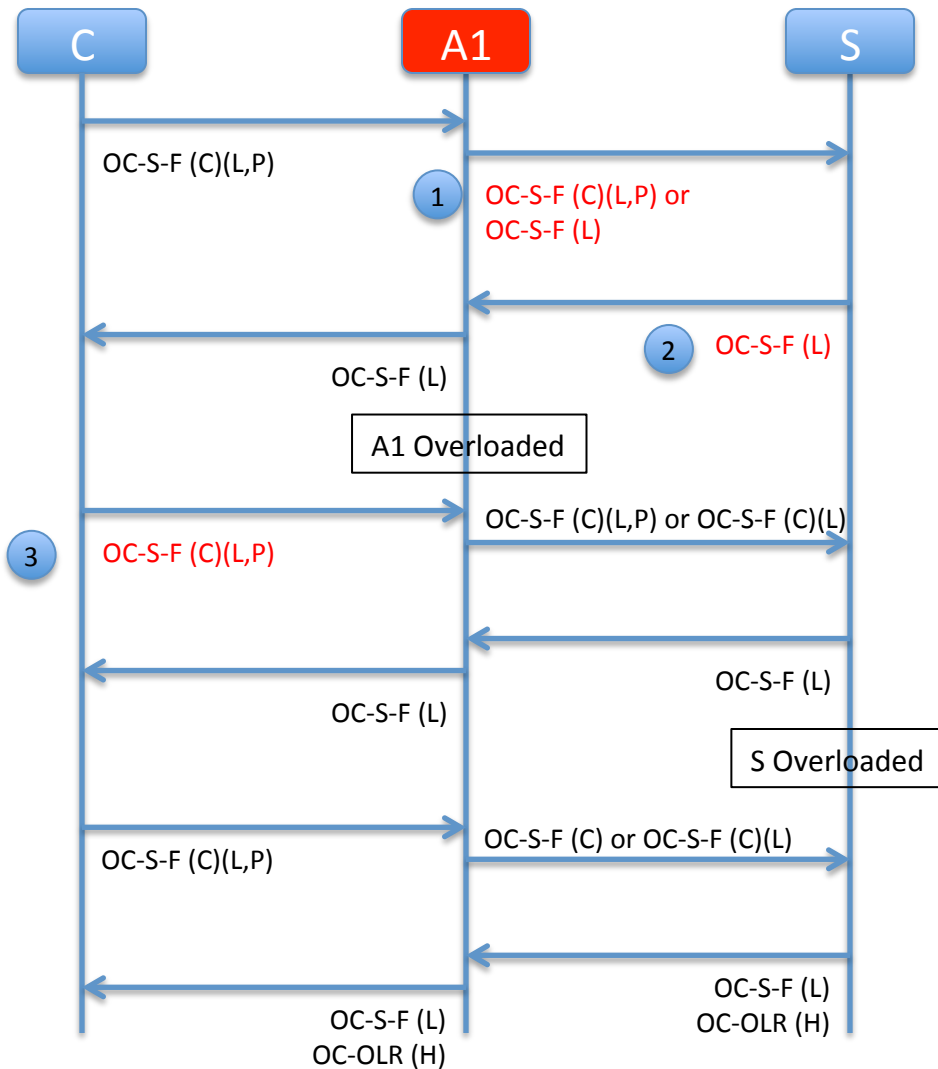 C
A1
S
OC-S-F (C)(L,P)
1
OC-S-F (C)(L,P) or
OC-S-F (L)
2
OC-S-F (L)
OC-S-F (L)
A1 Overloaded
3
OC-S-F (C)(L,P)
OC-S-F (C)(L,P) or OC-S-F (C)(L)
OC-S-F (L)
OC-S-F (L)
S Overloaded
OC-S-F (C)(L,P)
OC-S-F (C) or OC-S-F (C)(L)
OC-S-F (L)
OC-OLR (H)
OC-S-F (L)
OC-OLR (H)